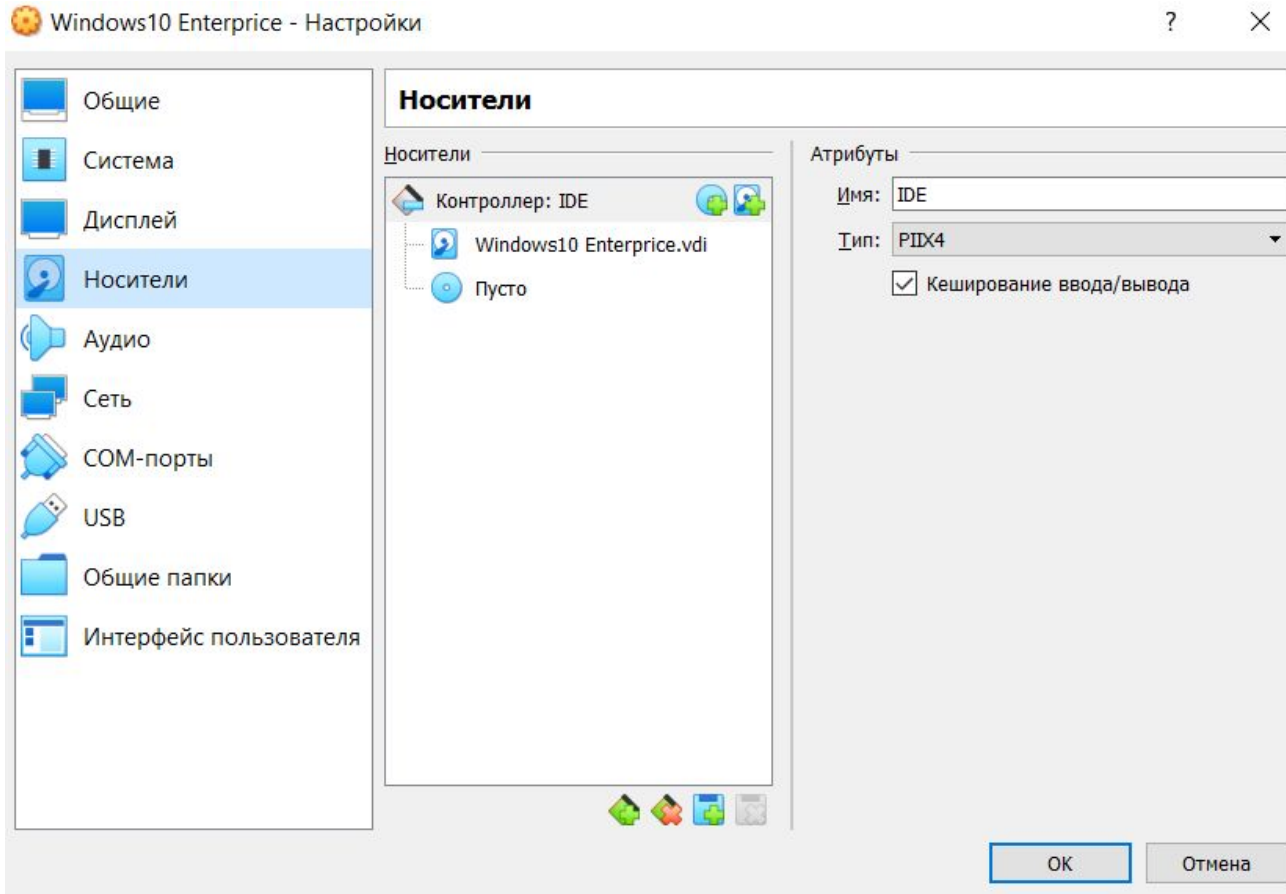 Windows10 Enterprice - Настройки
?
Общие
Система
Дисплей
Носители
Аудио
Сеть
COM-порты
USB
Общие папки
Интерфейс пользователя
Носители
Носители
Контроллер: IDE
Windows10 Enterprice.vdi
Пусто
Атрибуты
Имя: IDE
Тип: PIIX4
Кеширование ввода/вывода
OK
Отмена